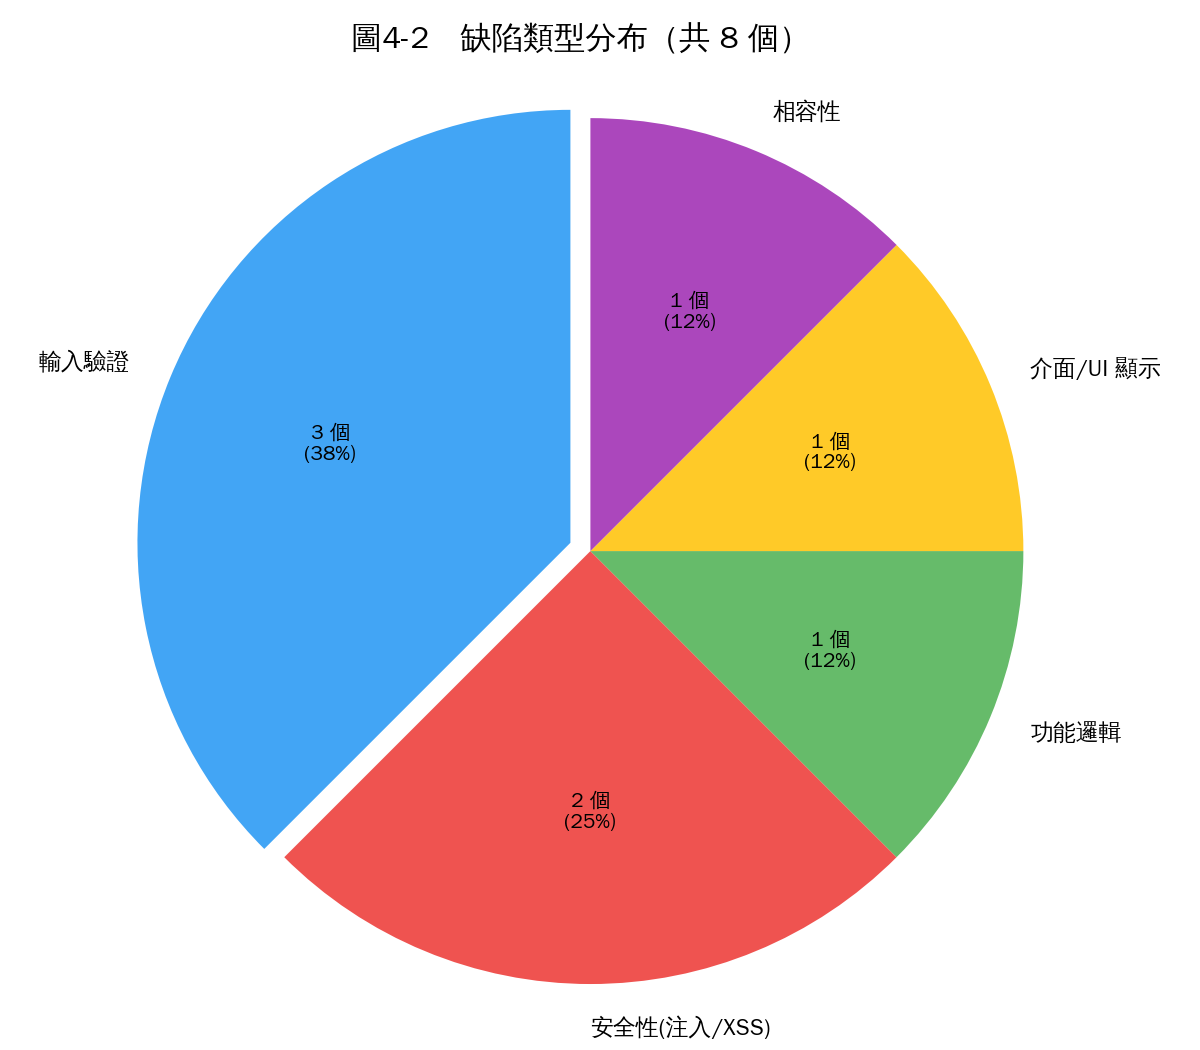 圖4-2　缺陷類型分布（共 8 個）
相容性
1 個
(12%)
輸入驗證
介面/UI 顯示
3 個
(38%)
1 個
(12%)
1 個
(12%)
功能邏輯
2 個
(25%)
安全性(注入/XSS)